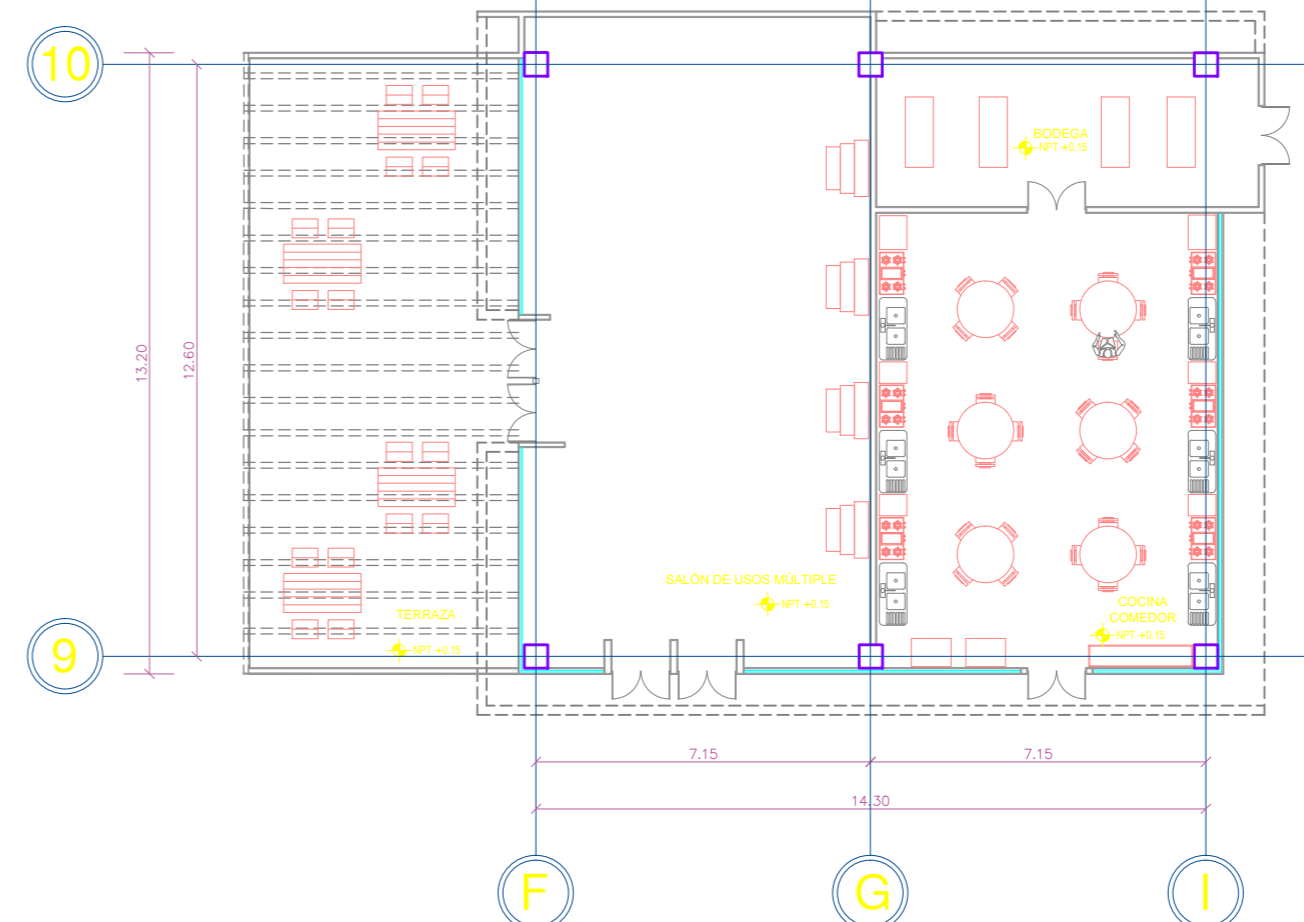 10
BODEGA
NPT +0.15
13.20
12.60
SALÓN DE USOS MÚLTIPLE
NPT +0.15
COCINA
COMEDOR
NPT +0.15
TERRAZA
NPT +0.15
9
7.15
7.15
14.30
F
G
I